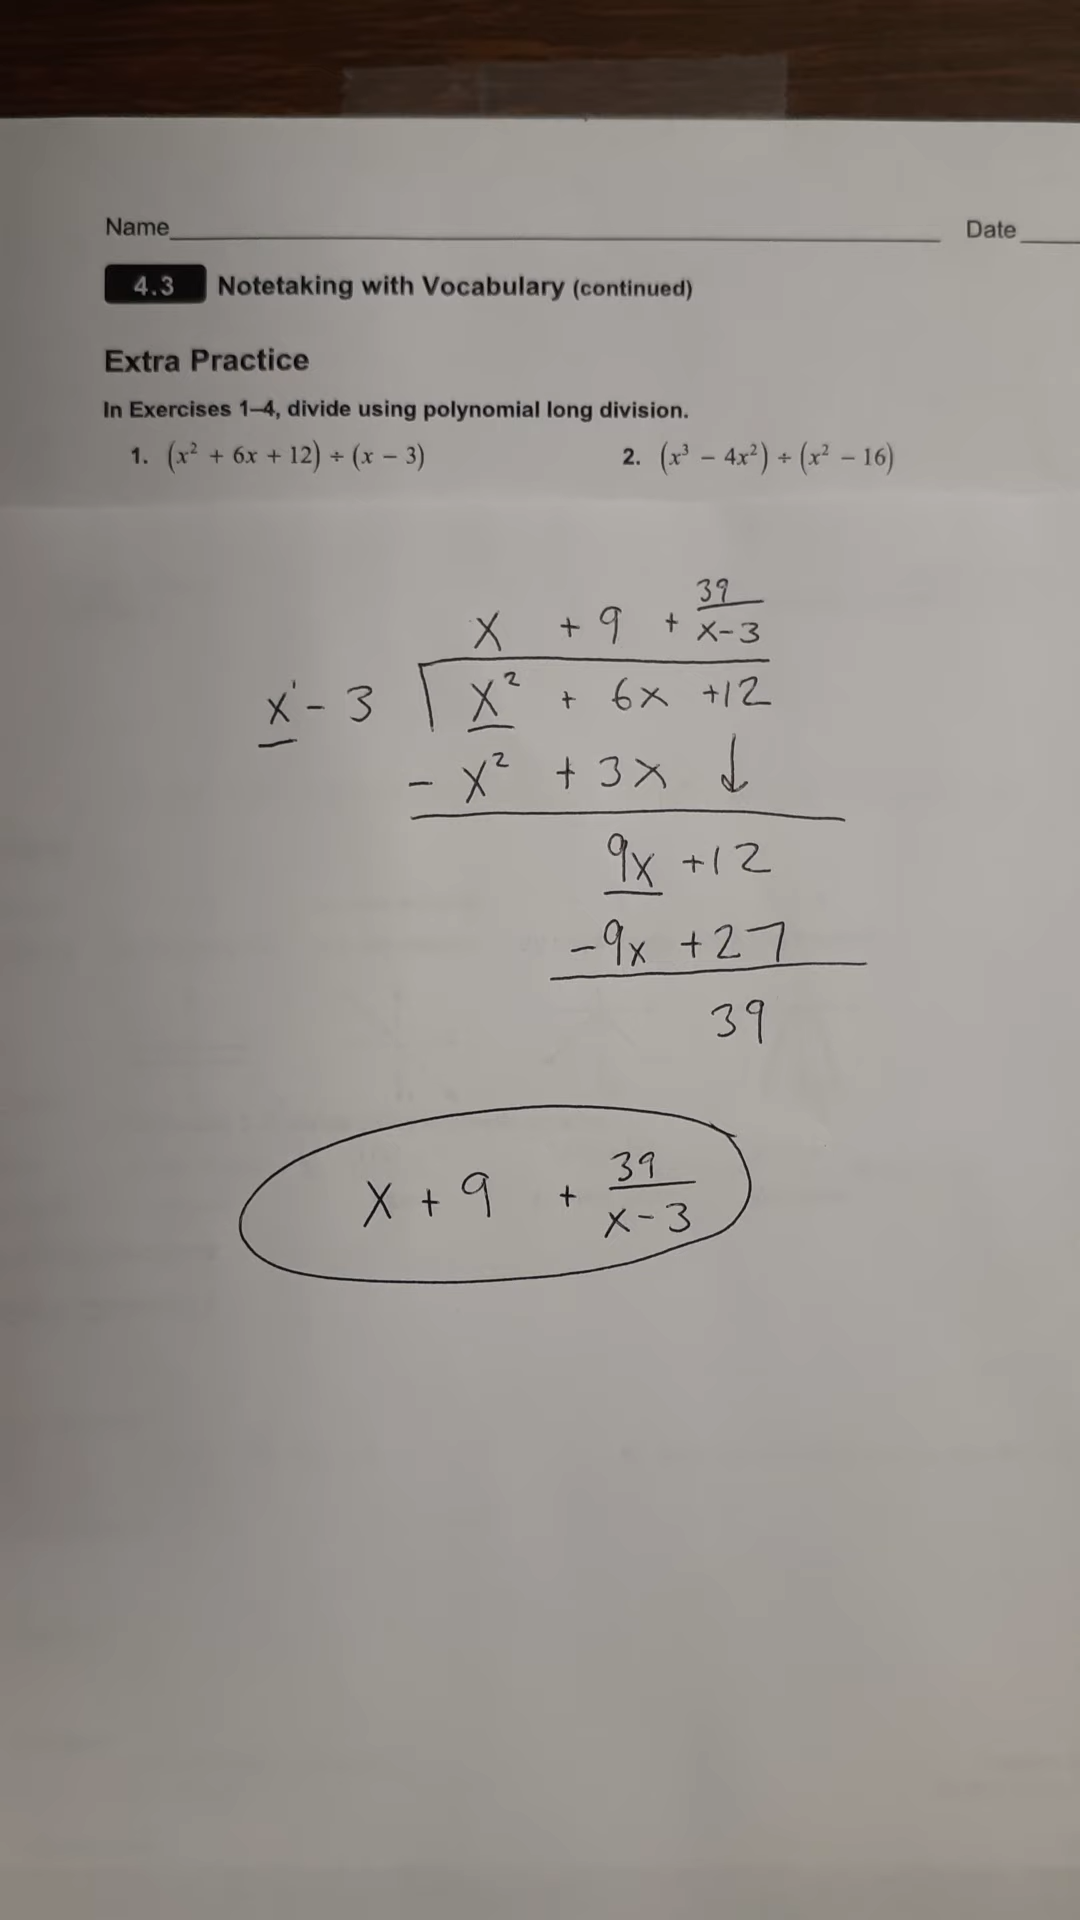 Name Date
4.3 Notetaking with Vocabulary (continued)
Extra Practice
In Exercises 1–4, divide using polynomial long division.
1. (x² + 6x + 12) ÷ (x − 3) 2. (x³ − 4x²) ÷ (x² − 16)
39
x + 9 + x-3
x' - 3 x² + 6x +12
- x² + 3x ↓
9x +12
-9x +27
39
39
x + 9 + x-3